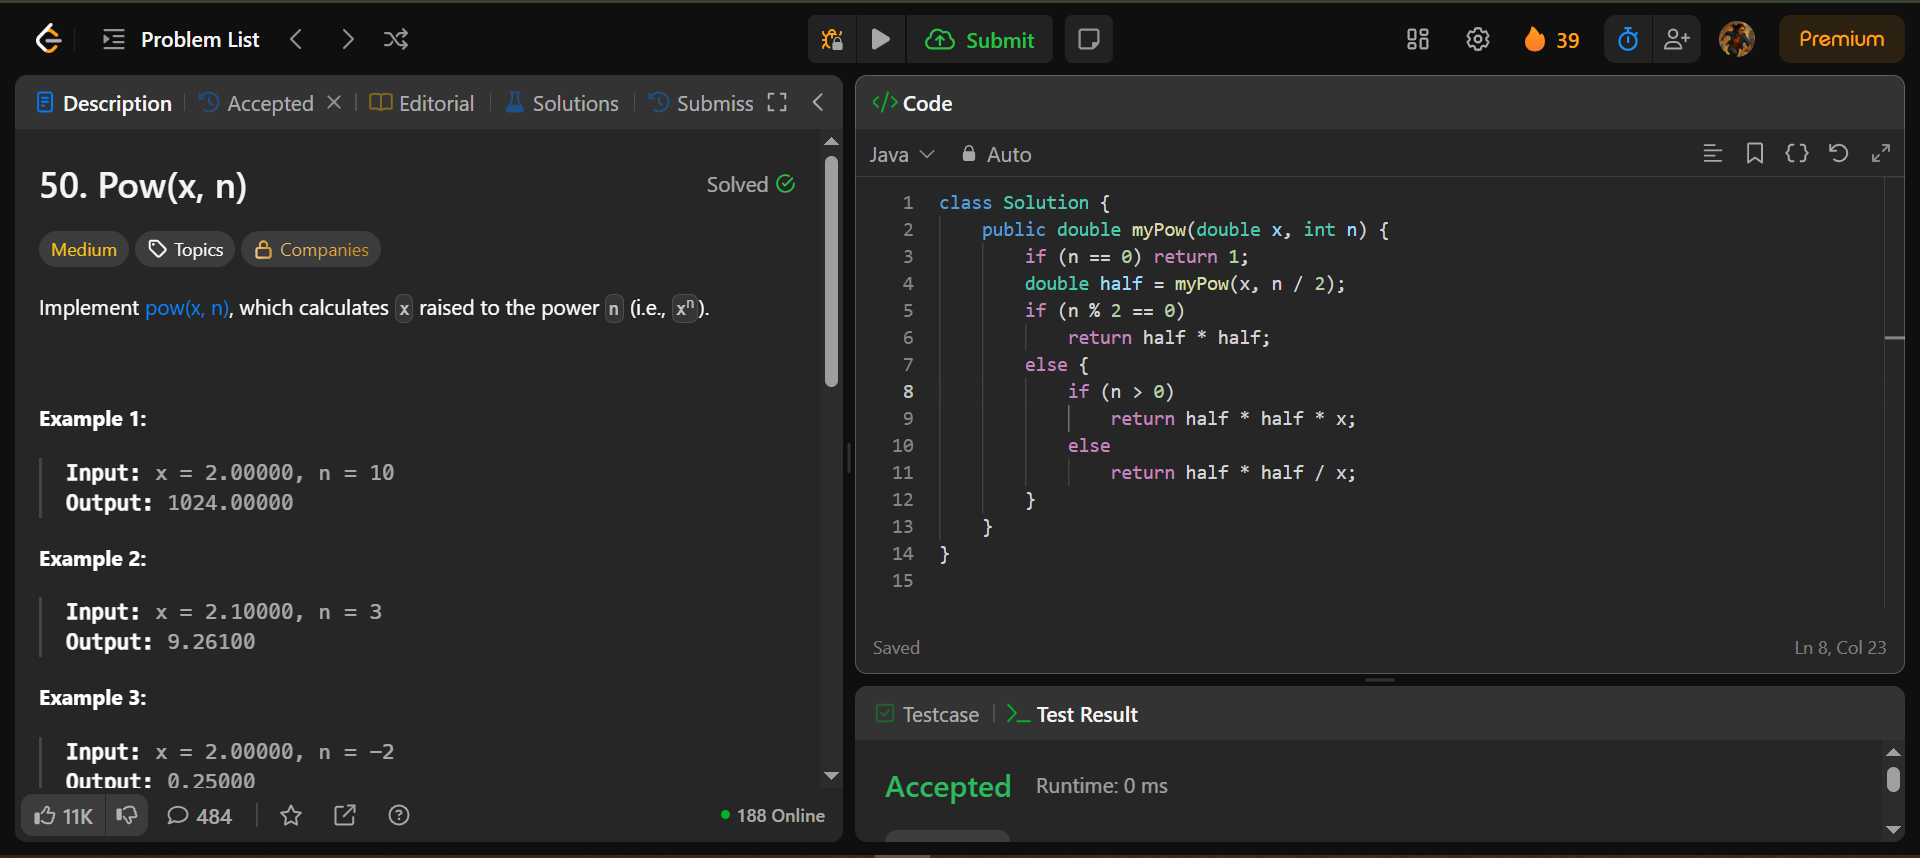 Problem List
Submit
39
Premium
Description
Accepted
Editorial
Solutions
Submiss
50. Pow(x, n)
Solved
Medium
Topics
Companies
Implement pow(x, n), which calculates x raised to the power n (i.e., xⁿ).
Example 1:
Input: x = 2.00000, n = 10
Output: 1024.00000
Example 2:
Input: x = 2.10000, n = 3
Output: 9.26100
Example 3:
Input: x = 2.00000, n = -2
Output: 0.25000
11K
484
188 Online
</> Code
Java
Auto
1 class Solution {
2 public double myPow(double x, int n) {
3 if (n == 0) return 1;
4 double half = myPow(x, n / 2);
5 if (n % 2 == 0)
6 return half * half;
7 else {
8 if (n > 0)
9 return half * half * x;
10 else
11 return half * half / x;
12 }
13 }
14 }
15
Saved
Ln 8, Col 23
Testcase
>_ Test Result
Accepted
Runtime: 0 ms